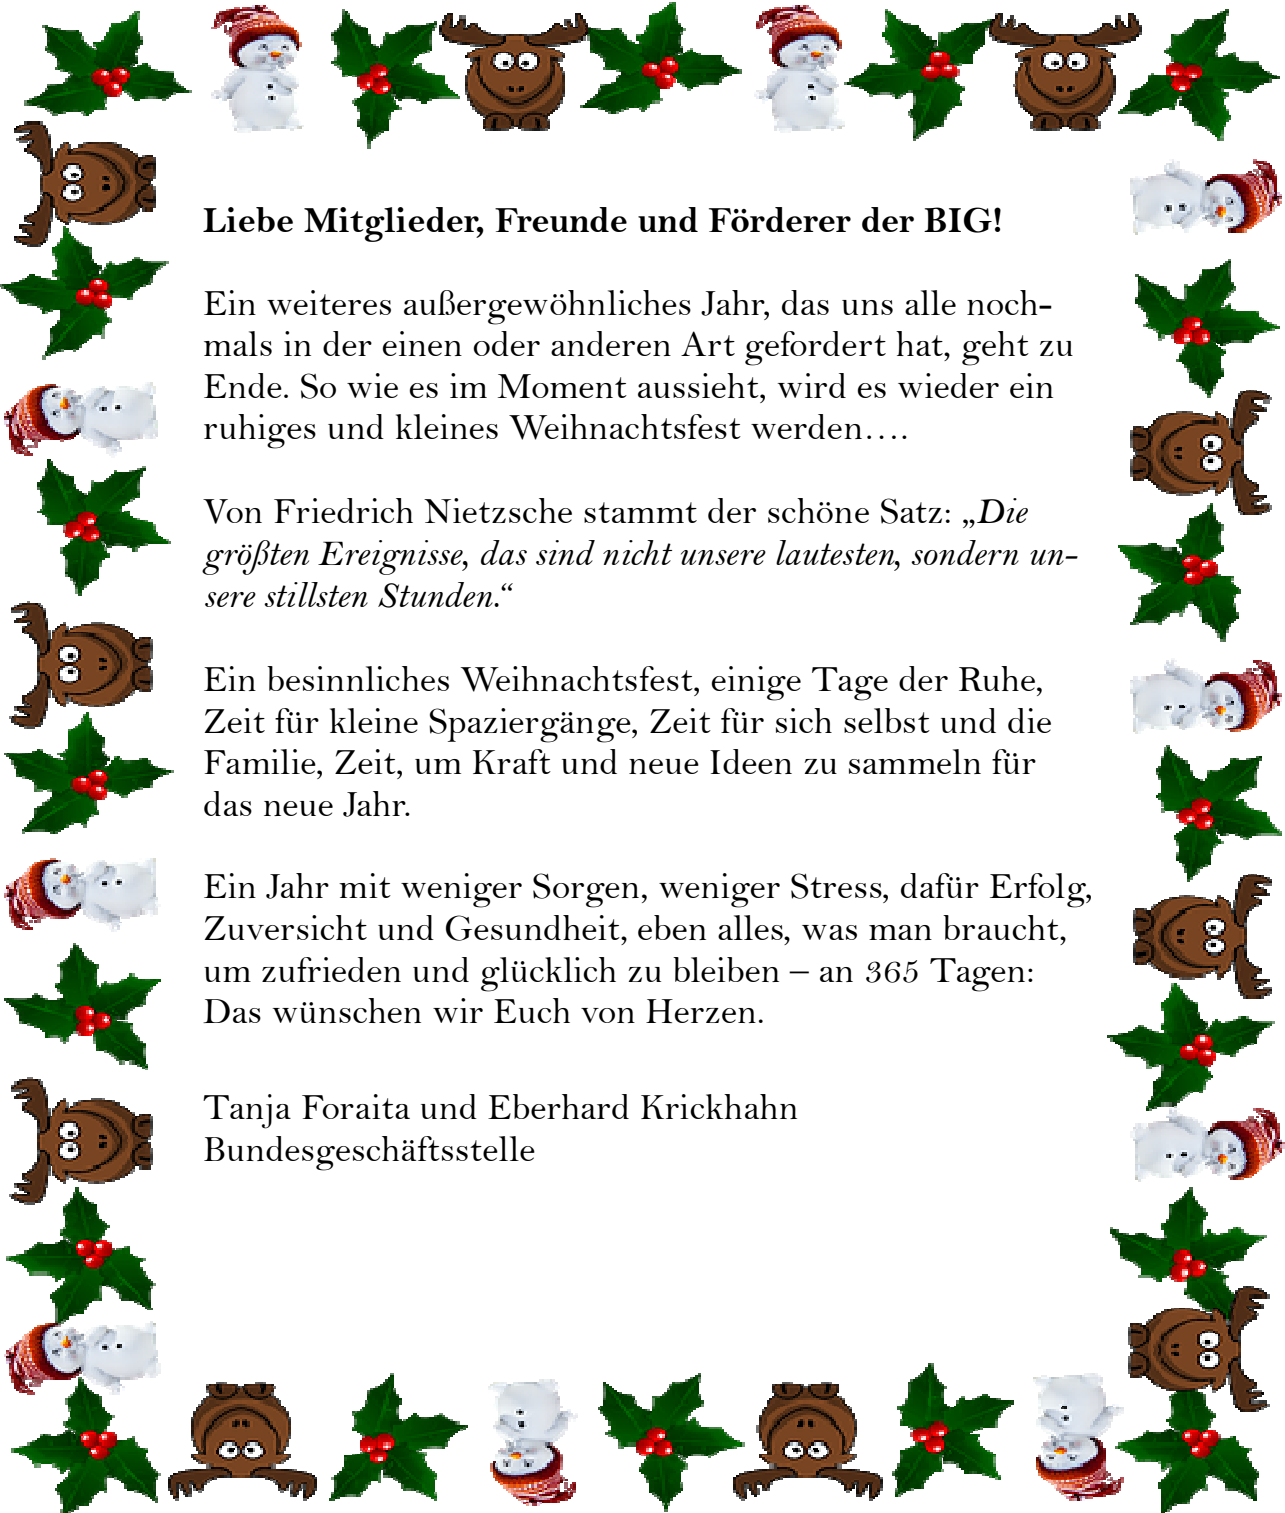 Liebe Mitglieder, Freunde und Förderer der BIG!
Ein weiteres außergewöhnliches Jahr, das uns alle noch-
mals in der einen oder anderen Art gefordert hat, geht zu
Ende. So wie es im Moment aussieht, wird es wieder ein
ruhiges und kleines Weihnachtsfest werden….
Von Friedrich Nietzsche stammt der schöne Satz: „Die
größten Ereignisse, das sind nicht unsere lautesten, sondern un-
sere stillsten Stunden.“
Ein besinnliches Weihnachtsfest, einige Tage der Ruhe,
Zeit für kleine Spaziergänge, Zeit für sich selbst und die
Familie, Zeit, um Kraft und neue Ideen zu sammeln für
das neue Jahr.
Ein Jahr mit weniger Sorgen, weniger Stress, dafür Erfolg,
Zuversicht und Gesundheit, eben alles, was man braucht,
um zufrieden und glücklich zu bleiben – an 365 Tagen:
Das wünschen wir Euch von Herzen.
Tanja Foraita und Eberhard Krickhahn
Bundesgeschäftsstelle